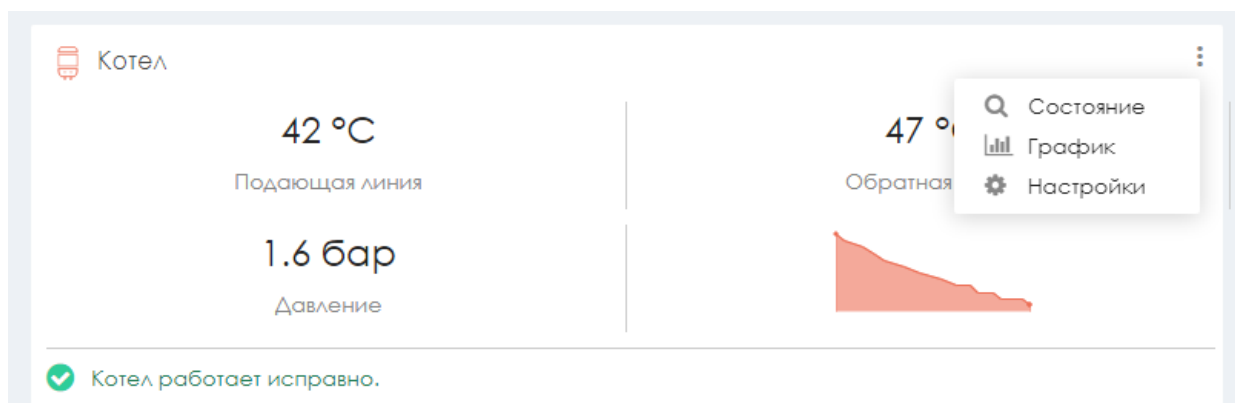 Котел
42 °C
Подающая линия
47 °
Обратная
Состояние
График
Настройки
1.6 бар
Давление
Котел работает исправно.